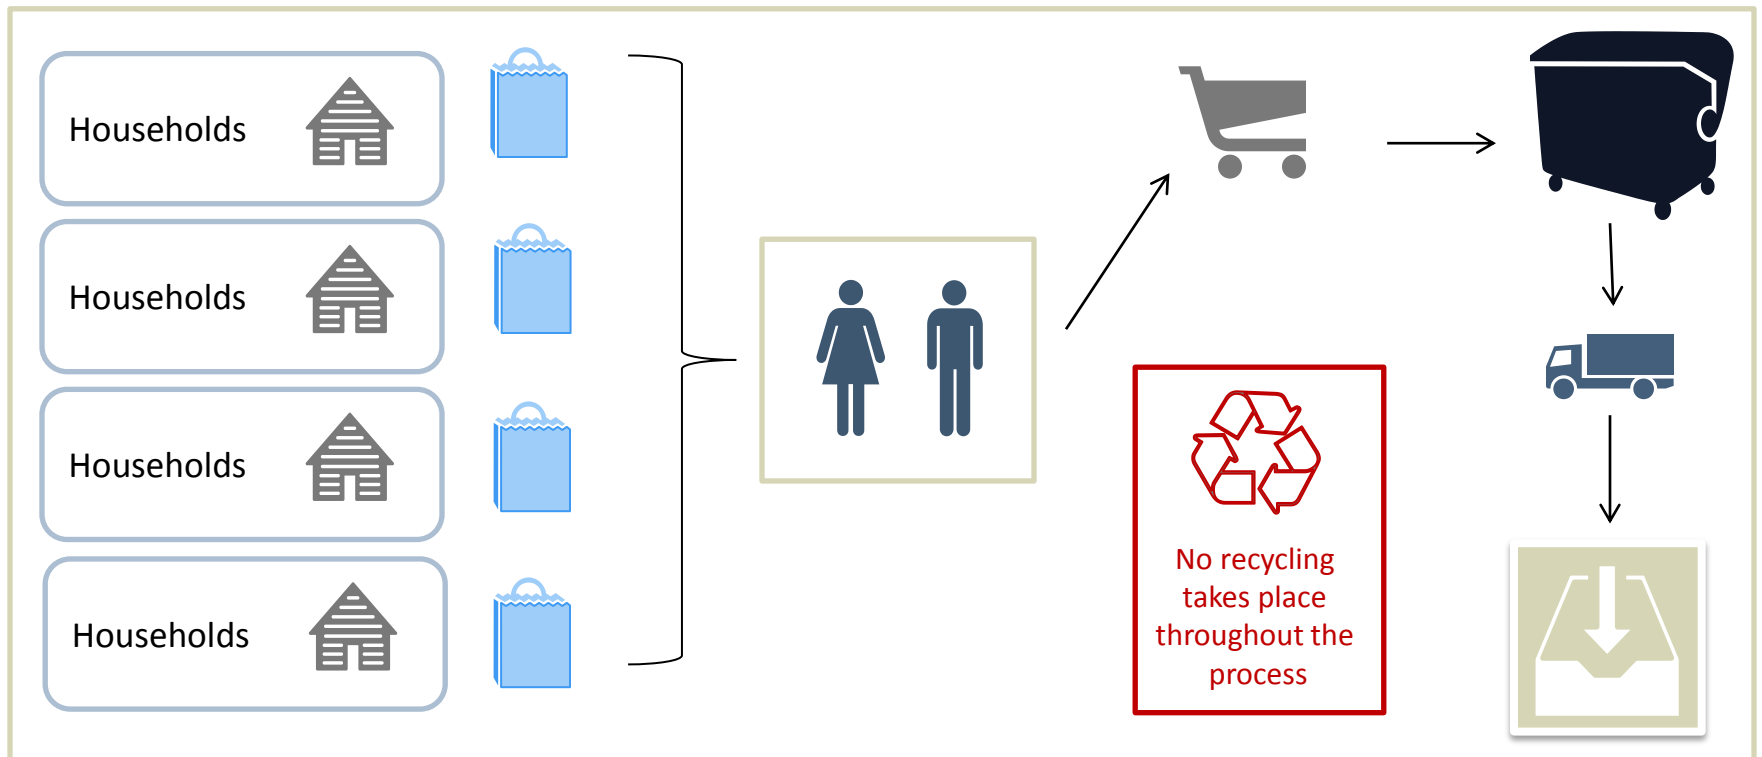 Households
Households
Households
Households
No recycling
takes place
throughout the
process